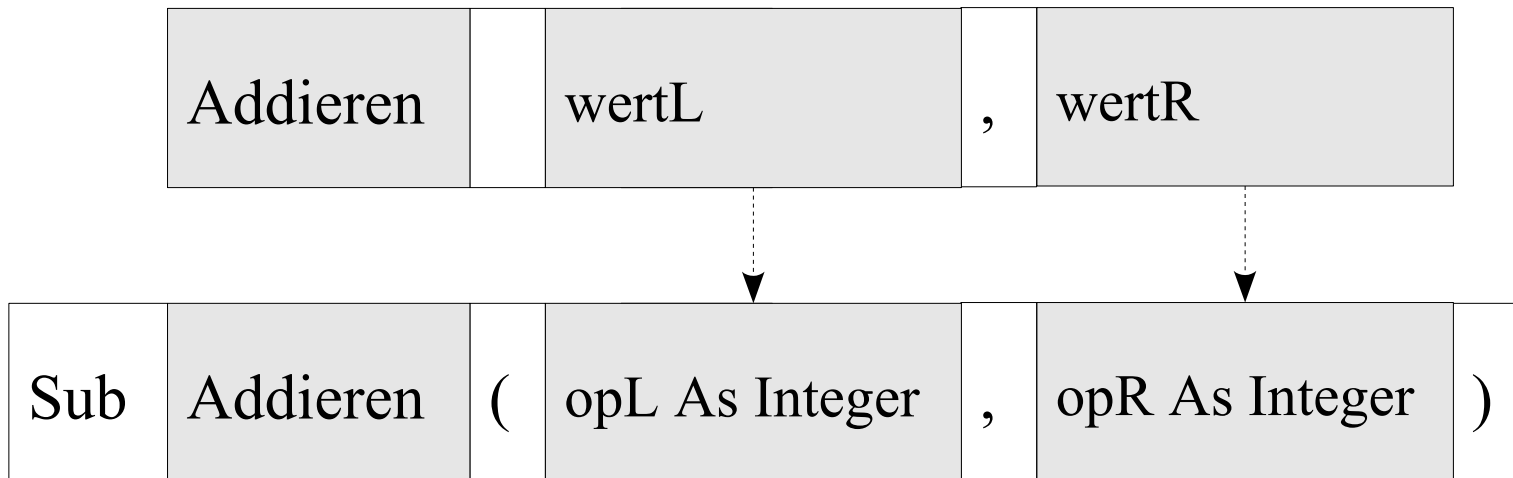 Addieren wertL , wertR
Sub Addieren ( opL As Integer , opR As Integer )